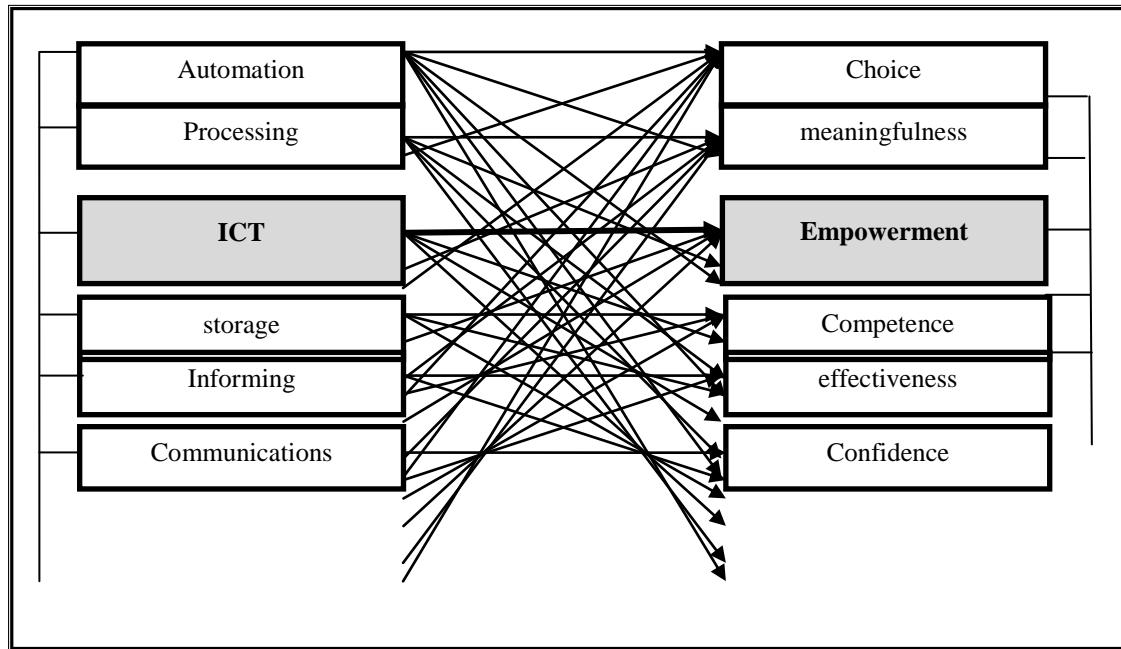 Automation
Processing
ICT
storage
Informing
Communications
Choice
meaningfulness
Empowerment
Competence
effectiveness
Confidence